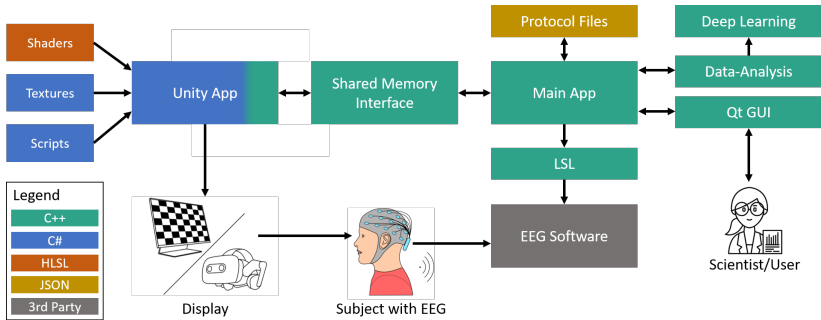 Protocol Files
Deep Learning
Shaders
Textures
Scripts
Unity App
Shared Memory
Interface
Main App
Data-Analysis
Qt GUI
LSL
EEG Software
Legend
C++
C#
HLSL
JSON
3rd Party
Display
Subject with EEG
Scientist/User